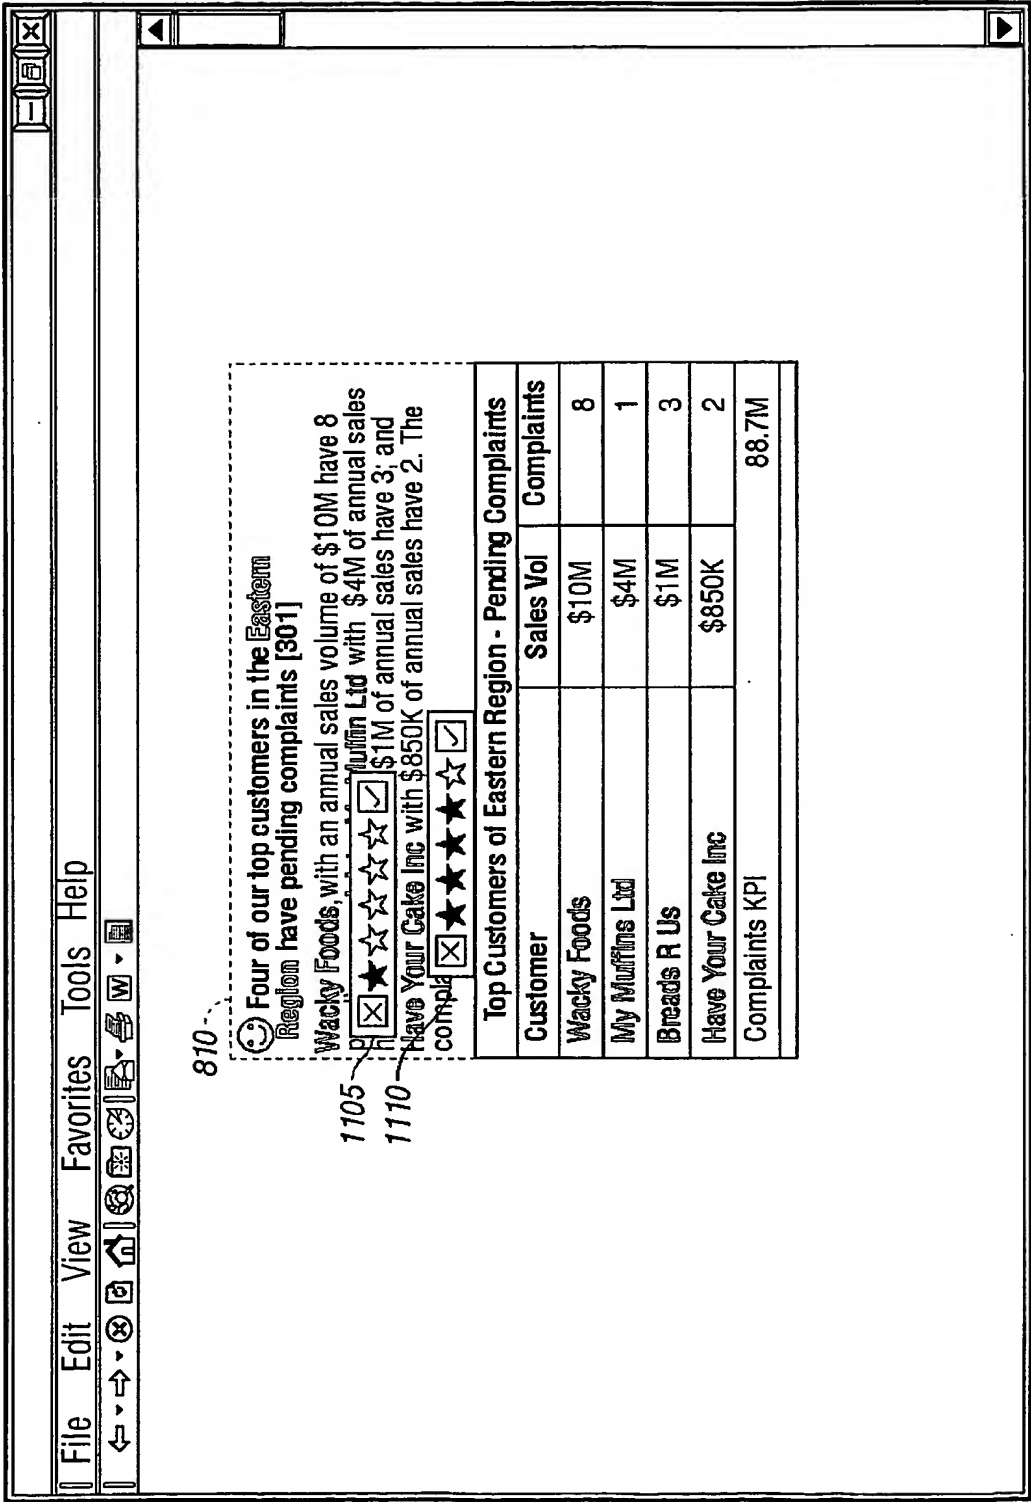 File Edit View Favorites Tools Help
W
810
Four of our top customers in the Eastern
Region have pending complaints [301]
Wacky Foods, with an annual sales volume of $10M have 8
Muffin Ltd with $4M of annual sales
$1M of annual sales have 3; and
Have Your Cake Inc with $850K of annual sales have 2. The
compla
1105
1110
Top Customers of Eastern Region - Pending Complaints
Customer Sales Vol Complaints
Wacky Foods $10M 8
My Muffins Ltd $4M 1
Breads R Us $1M 3
Have Your Cake Inc $850K 2
Complaints KPI 88.7M